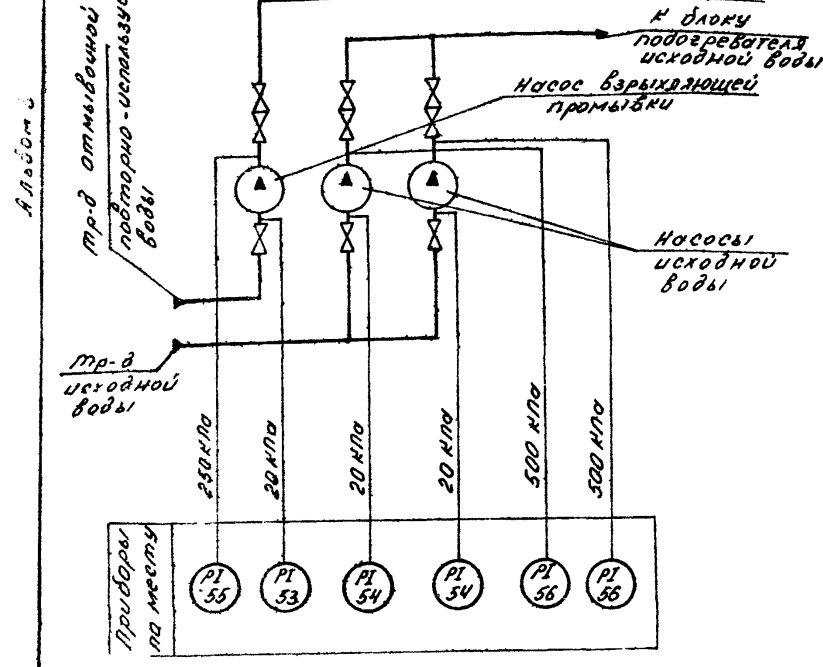 К блоку
подогревателя
исходной воды
Насос взрыхляющей
промывки
Альбом
тр-д отмывочной
повторно-используе
воды
Насосы
исходной
воды
тр-д
исходной
воды
250 кПа
20 кПа
20 кПа
20 кПа
500 кПа
500 кПа
Приборы
по месту
PI
55
PI
53
PI
54
PI
54
PI
56
PI
56